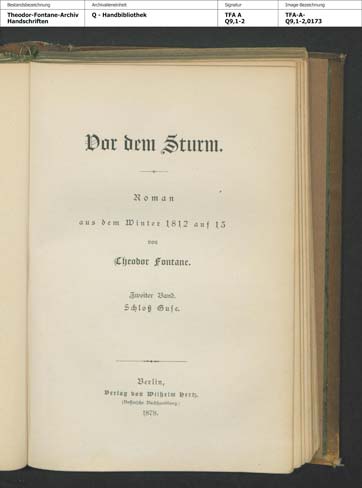 Bestandsbezeichnung Archivalieneinheit Signatur Image-Bezeichnung
Theodor-Fontane-Archiv Q - Handbibliothek TFA A TFA-A-
Handschriften Q9,1-2 Q9,1-2,0173
Vor dem Sturm.
Roman
aus dem Winter 1812 auf 13
von
Theodor Fontane.
Zweiter Band.
Schloß Guse.
Berlin,
Verlag von Wilhelm Hertz.
(Bessersche Buchhandlung.)
1878.